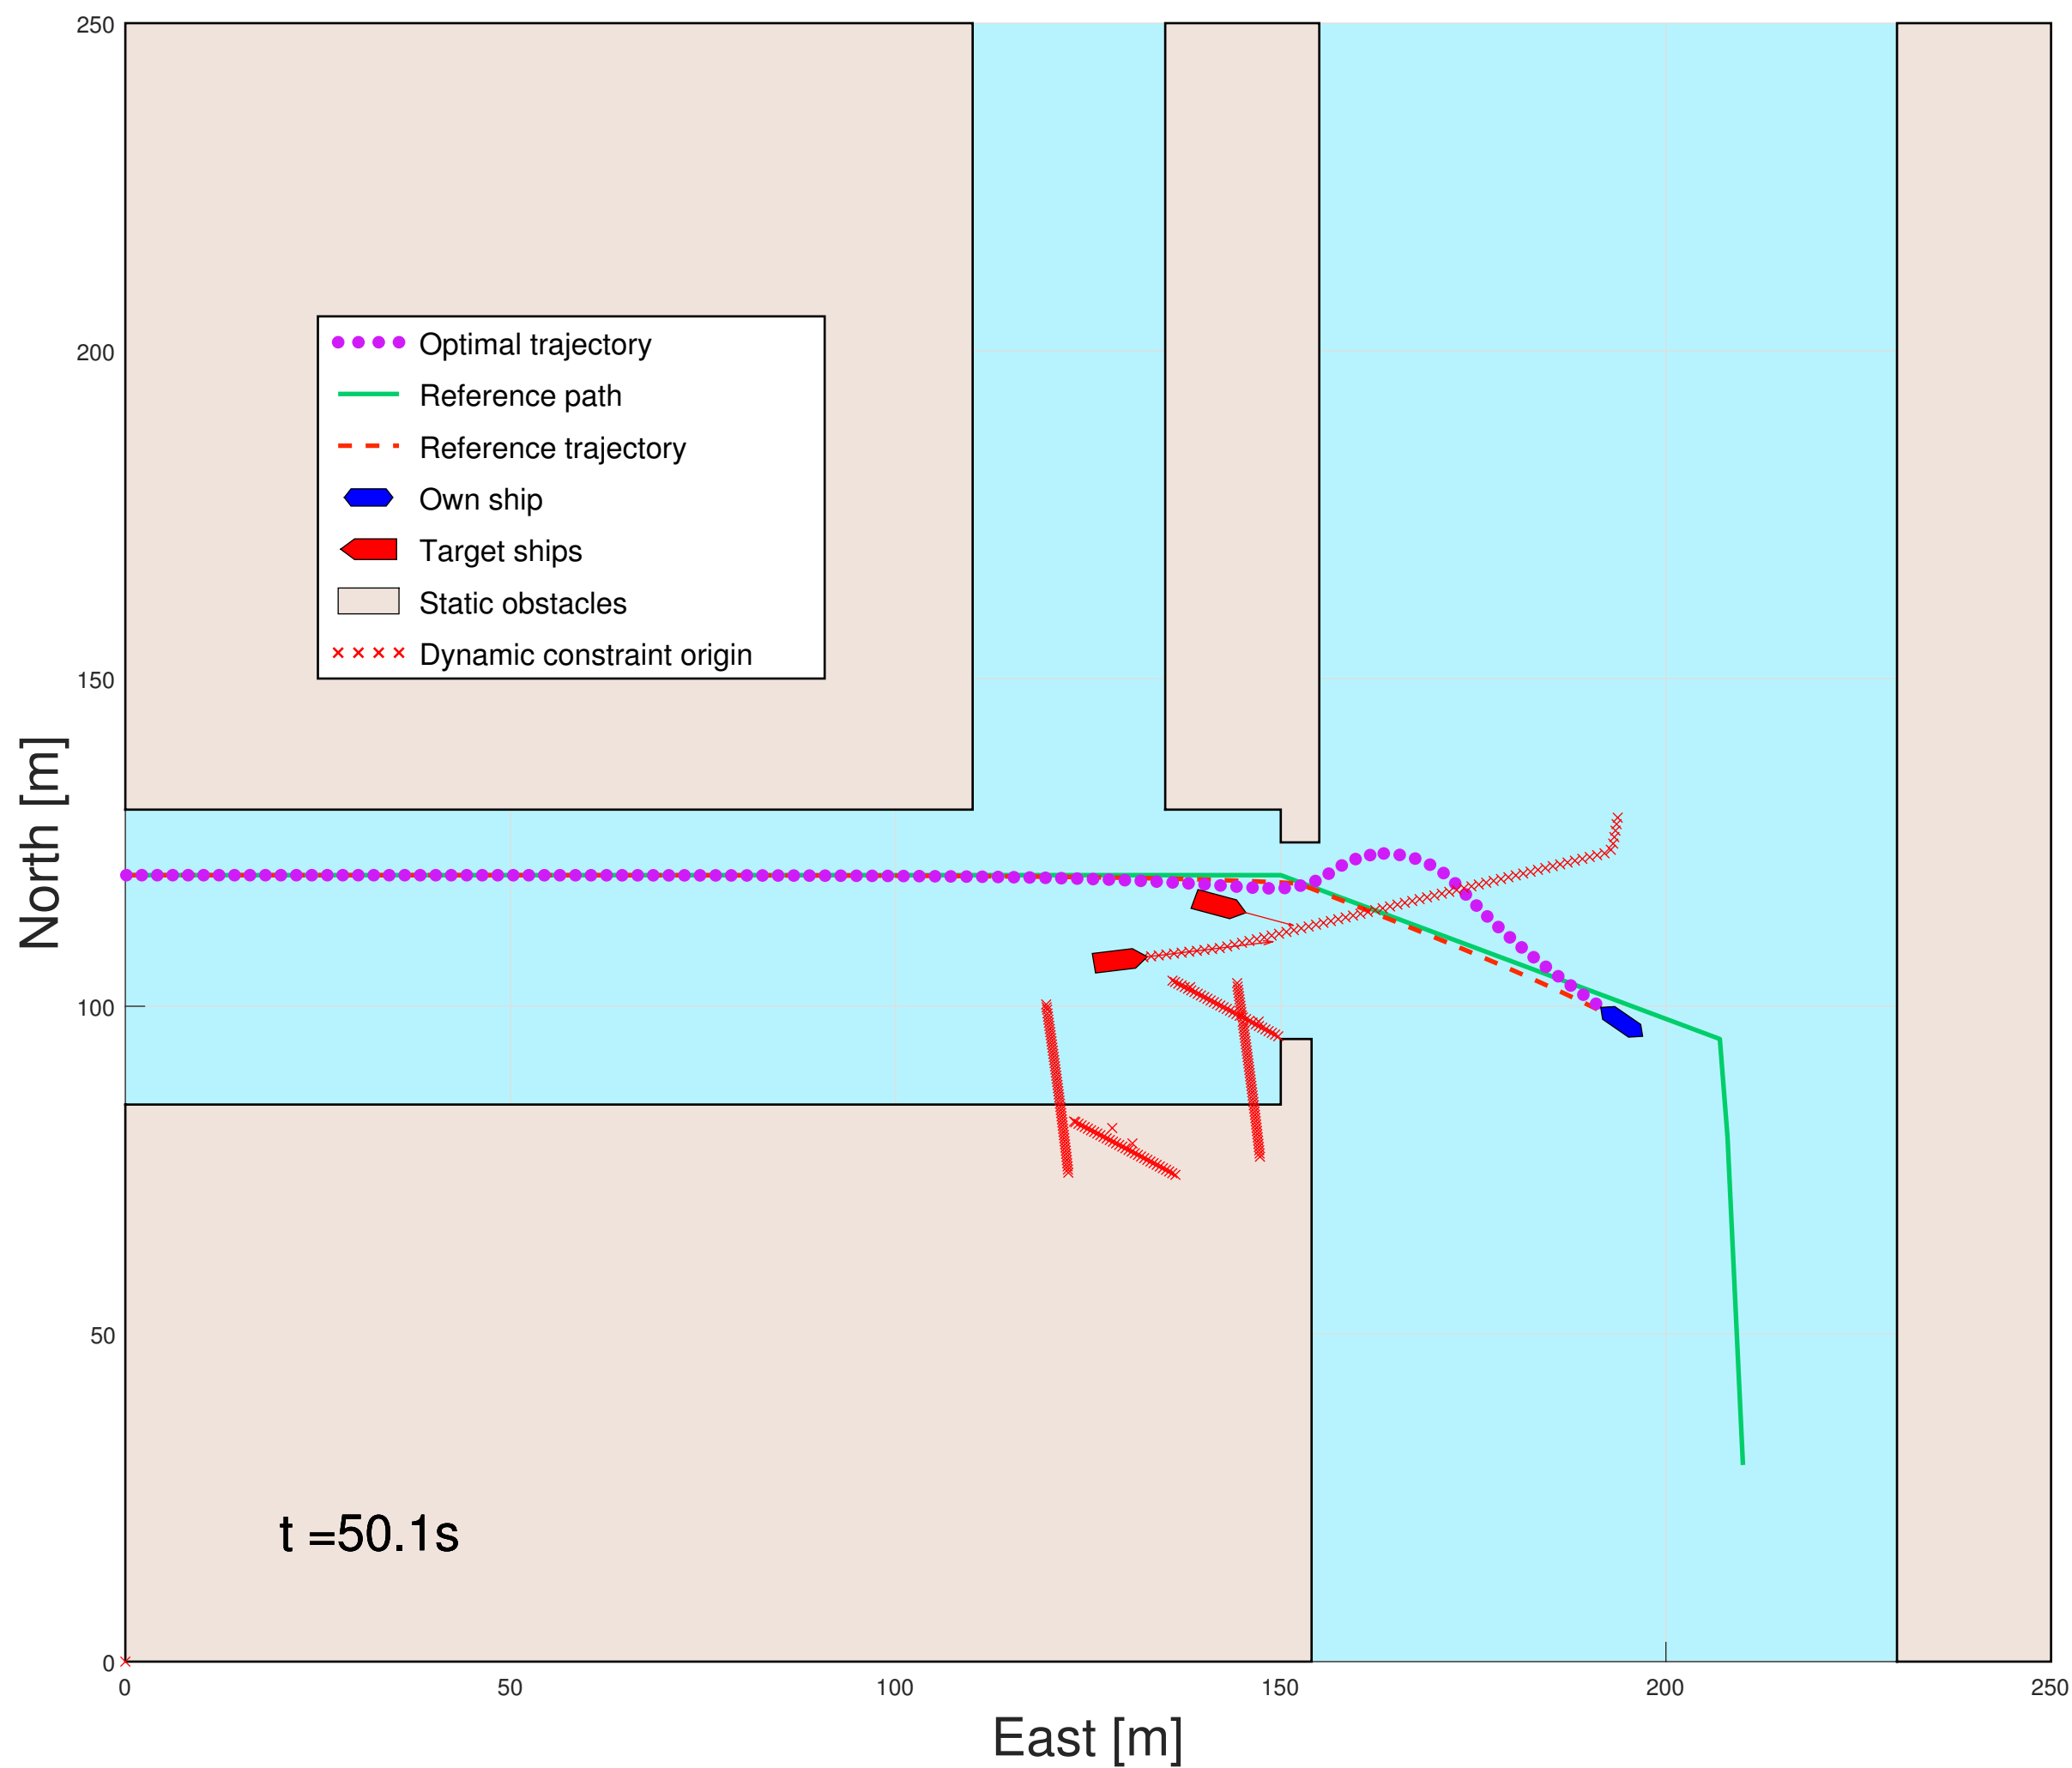 250
200
150
100
50
0
North [m]
Optimal trajectory
Reference path
Reference trajectory
Own ship
Target ships
Static obstacles
Dynamic constraint origin
t =50.1s
0
50
100
150
200
250
East [m]